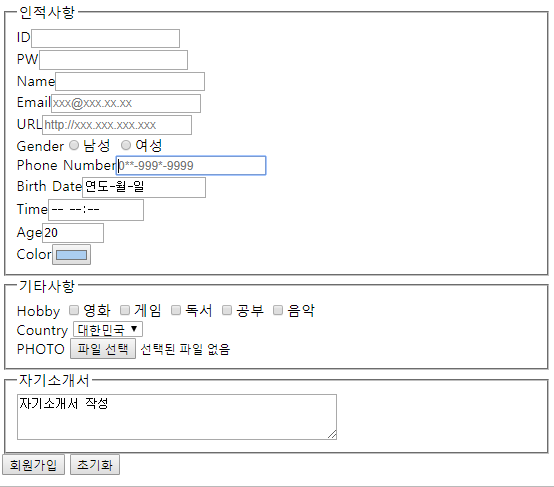 인적사항
ID
PW
Name
Email xxx@xxx.xx.xx
URL http://xxx.xxx.xxx.xxx
Gender 남성 여성
Phone Number 0**-999*-9999
Birth Date 연도-월-일
Time -- --:--
Age 20
Color
기타사항
Hobby 영화 게임 독서 공부 음악
Country 대한민국
PHOTO 파일 선택 선택된 파일 없음
자기소개서
자기소개서 작성
회원가입 초기화